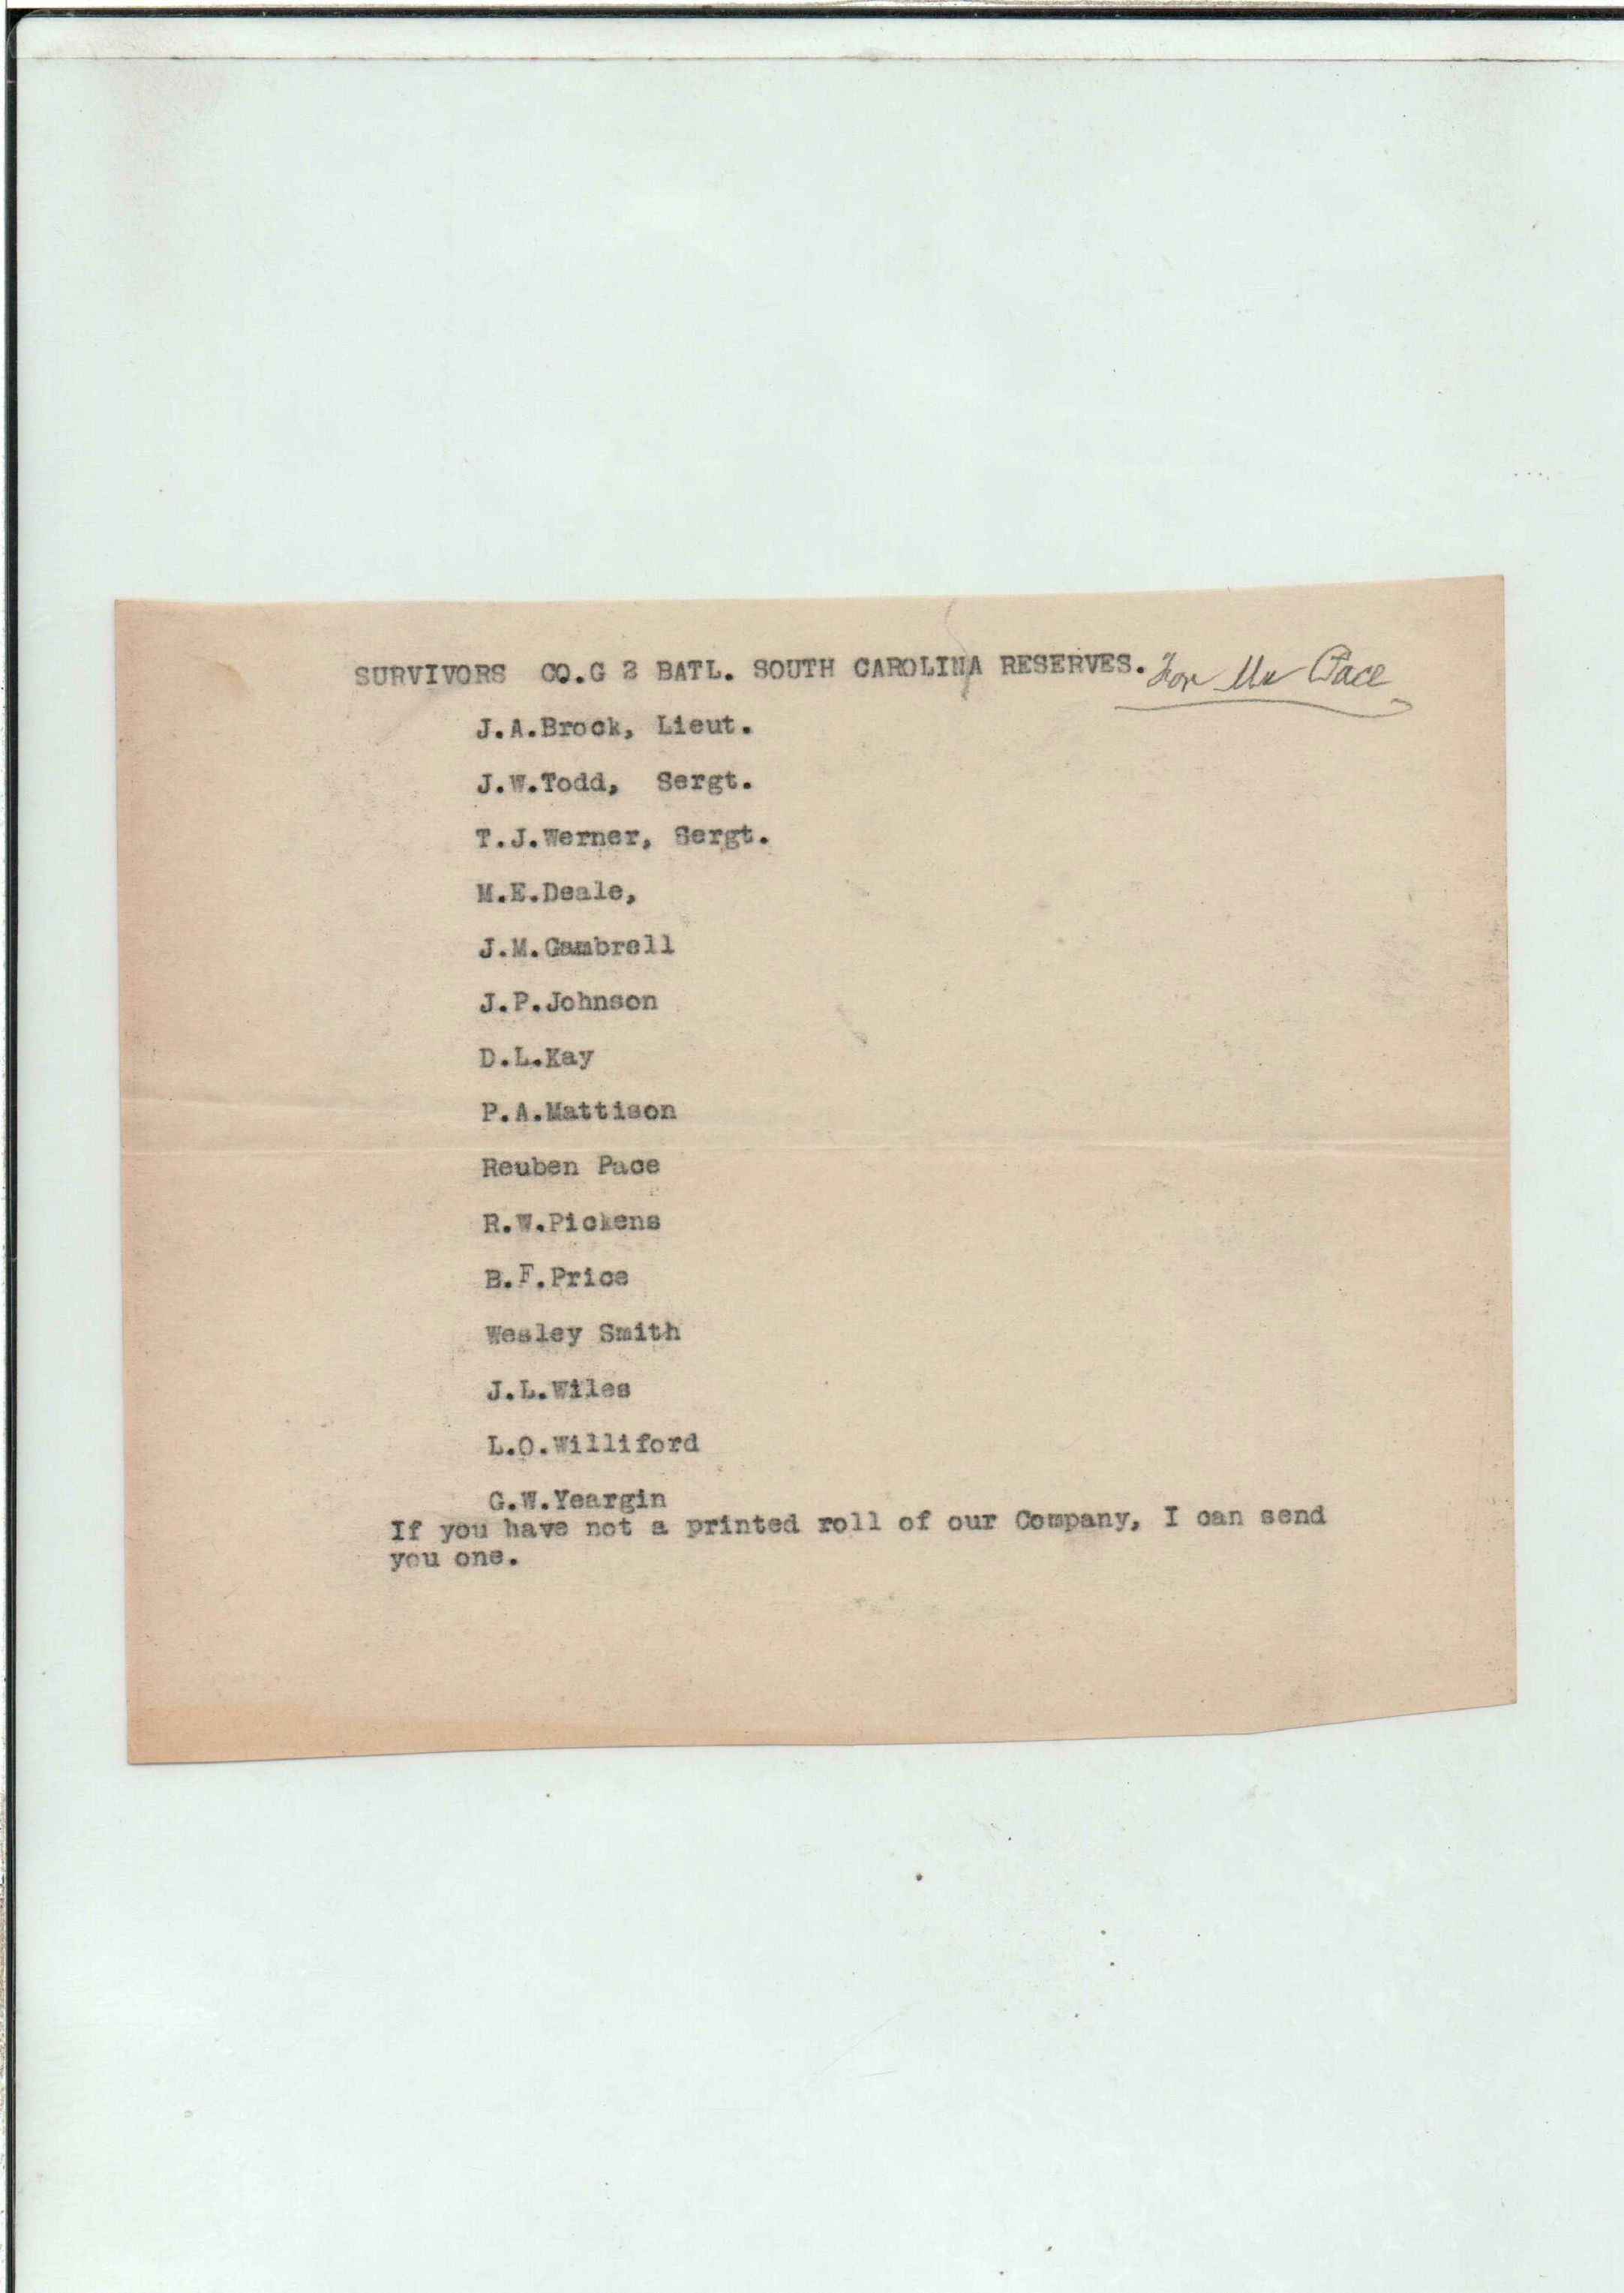 SURVIVORS CO.G 2 BATL. SOUTH CAROLINA RESERVES. For Mr Pace
J.A.Brock, Lieut.
J.W.Todd, Sergt.
T.J.Werner, Sergt.
M.E.Deale,
J.M.Gambrell
J.P.Johnson
D.L.Kay
P.A.Mattison
Reuben Pace
R.W.Pickens
B.F.Price
Wesley Smith
J.L.Wiles
L.O.Williford
G.W.Yeargin
If you have not a printed roll of our Company, I can send
you one.